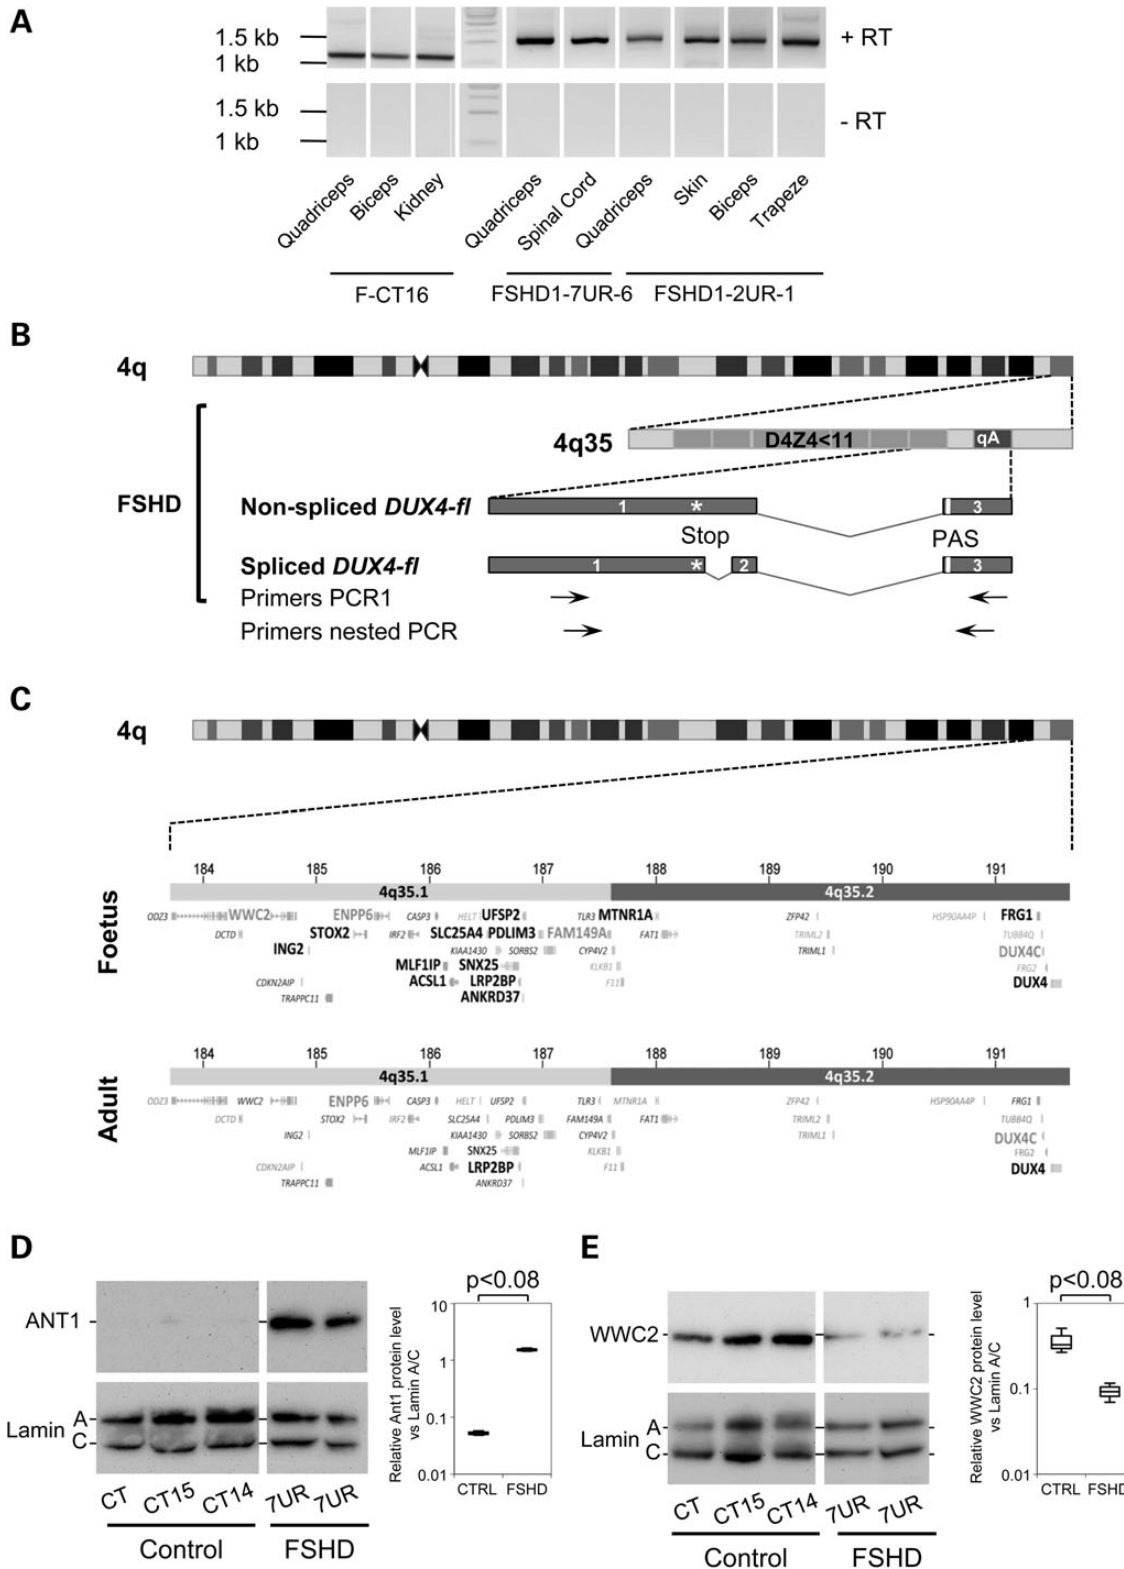 A
1.5 kb
1 kb
+ RT
1.5 kb
1 kb
- RT
Quadriceps
Biceps
Kidney
Quadriceps
Spinal Cord
Quadriceps
Skin
Biceps
Trapeze
F-CT16 FSHD1-7UR-6 FSHD1-2UR-1
B
4q
4q35 D4Z4<11 qA
FSHD
Non-spliced DUX4-fl 1 * 3
Stop PAS
Spliced DUX4-fl 1 * 2 3
Primers PCR1
Primers nested PCR
C
4q
Foetus
184 185 186 187 188 189 190 191
4q35.1 4q35.2
ODZ3 WWC2 ENPP6 CASP3 HELT UFSP2 TLR3 MTNR1A ZFP42 HSP90AA4P FRG1
DCTD STOX2 IRF2 SLC25A4 PDLIM3 FAM149A FAT1 TRIML2 TUBB4Q
ING2 KIAA1430 SORBS2 CYP4V2 TRIML1 DUX4C
MLF1IP SNX25 KLKB1 FRG2
CDKN2AIP ACSL1 LRP2BP F11 DUX4
TRAPPC11 ANKRD37
Adult
184 185 186 187 188 189 190 191
4q35.1 4q35.2
ODZ3 WWC2 ENPP6 CASP3 HELT UFSP2 TLR3 MTNR1A ZFP42 HSP90AA4P FRG1
DCTD STOX2 IRF2 SLC25A4 PDLIM3 FAM149A FAT1 TRIML2 TUBB4Q
ING2 KIAA1430 SORBS2 CYP4V2 TRIML1 DUX4C
MLF1IP SNX25 KLKB1 FRG2
CDKN2AIP ACSL1 LRP2BP F11 DUX4
TRAPPC11 ANKRD37
D
ANT1
Lamin A
C
CT CT15 CT14 7UR 7UR
Control FSHD
p<0.08
Relative Ant1 protein level
vs Lamin A/C
10
1
0.1
0.01
CTRL FSHD
E
WWC2
Lamin A
C
CT CT15 CT14 7UR 7UR
Control FSHD
p<0.08
Relative WWC2 protein level
vs Lamin A/C
1
0.1
0.01
CTRL FSHD